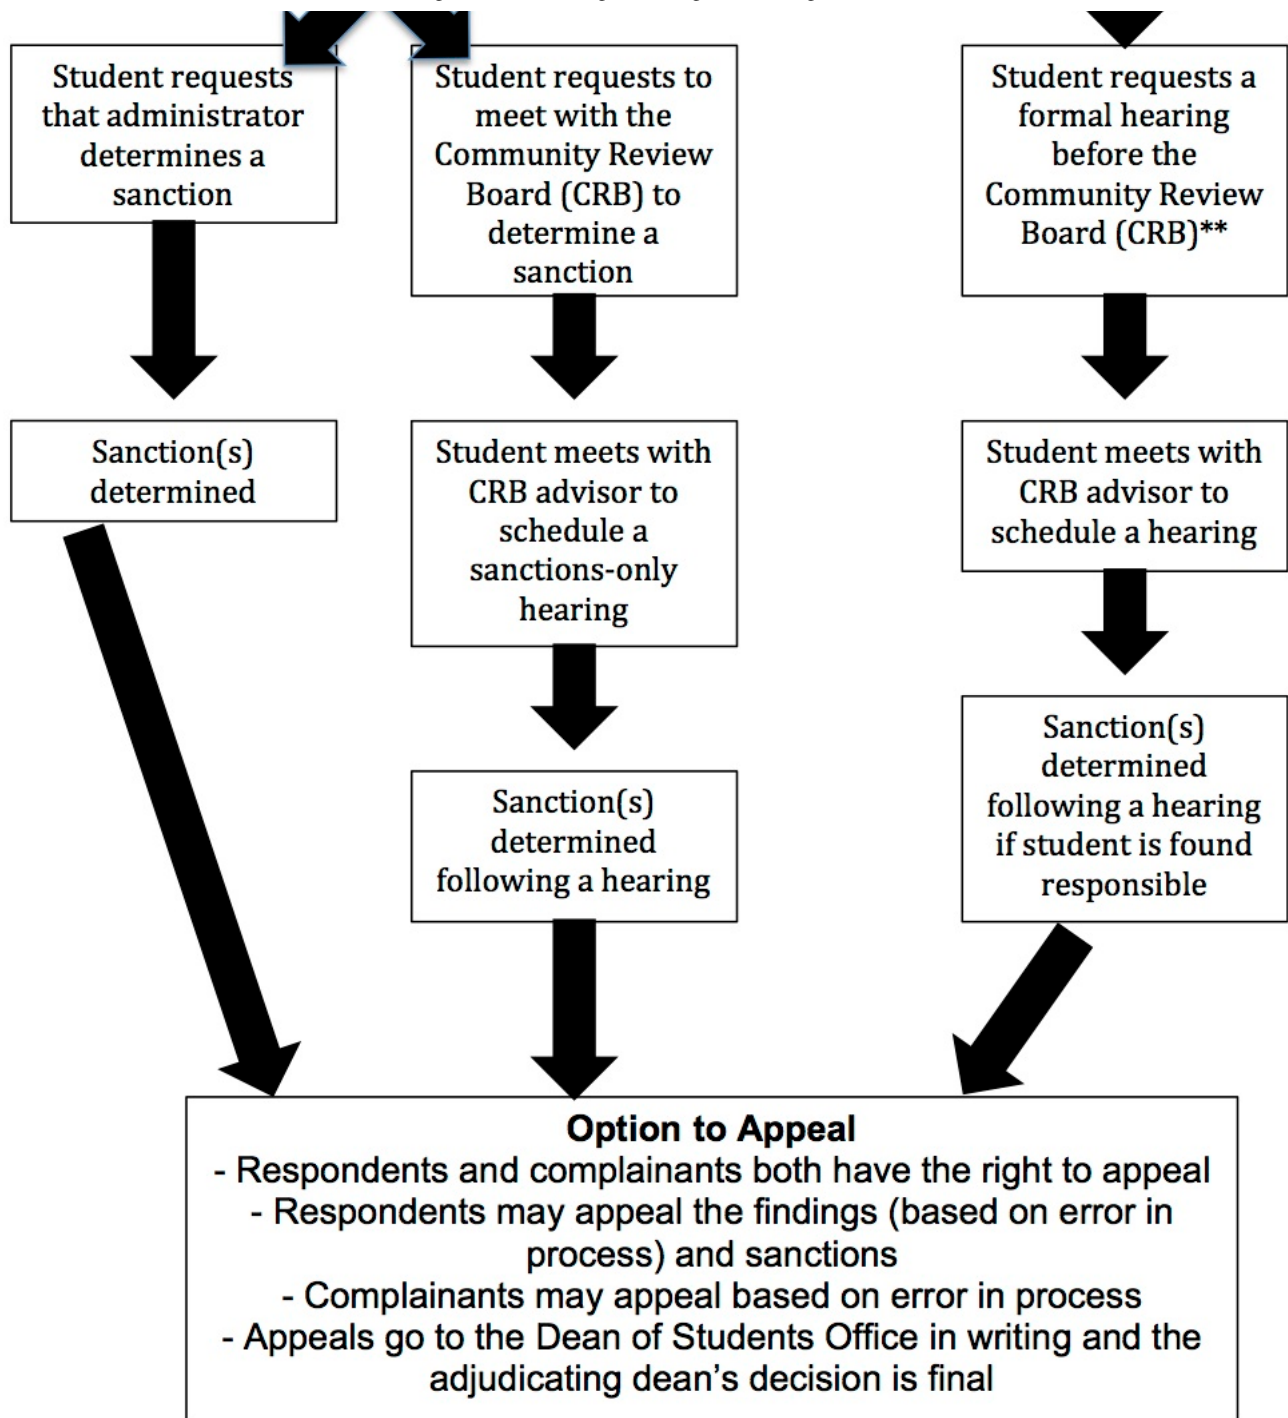 Student requests
that administrator
determines a
sanction
Student requests to
meet with the
Community Review
Board (CRB) to
determine a
sanction
Student requests a
formal hearing
before the
Community Review
Board (CRB)**
Sanction(s)
determined
Student meets with
CRB advisor to
schedule a
sanctions-only
hearing
Student meets with
CRB advisor to
schedule a hearing
Sanction(s)
determined
following a hearing
Sanction(s)
determined
following a hearing
if student is found
responsible
Option to Appeal
- Respondents and complainants both have the right to appeal
- Respondents may appeal the findings (based on error in
process) and sanctions
- Complainants may appeal based on error in process
- Appeals go to the Dean of Students Office in writing and the
adjudicating dean's decision is final